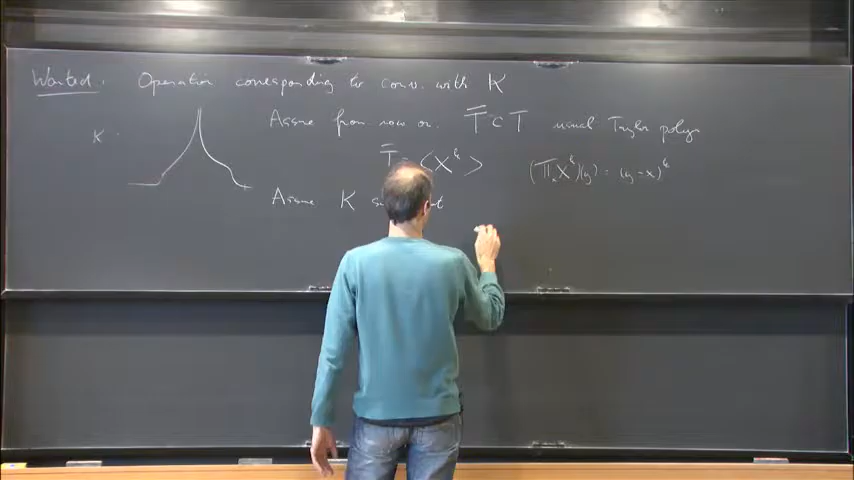 Wanted. Operation corresponding to conv. with K
K
Assume from now on. T̄ ⊂ T usual Taylor polyn
T̄ = <X^k> (Π_x X^k)(y) = (y-x)^k
Assume K